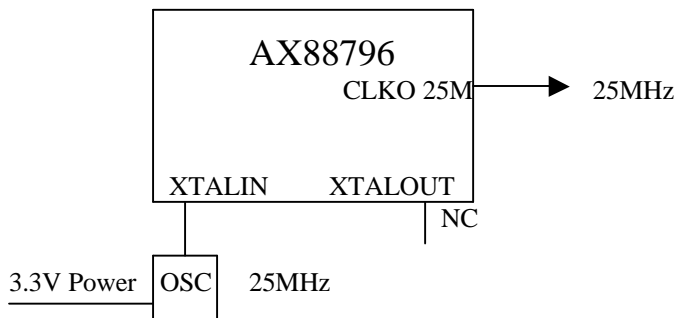 AX88796
CLKO 25M
25MHz
XTALIN XTALOUT
NC
3.3V Power OSC 25MHz